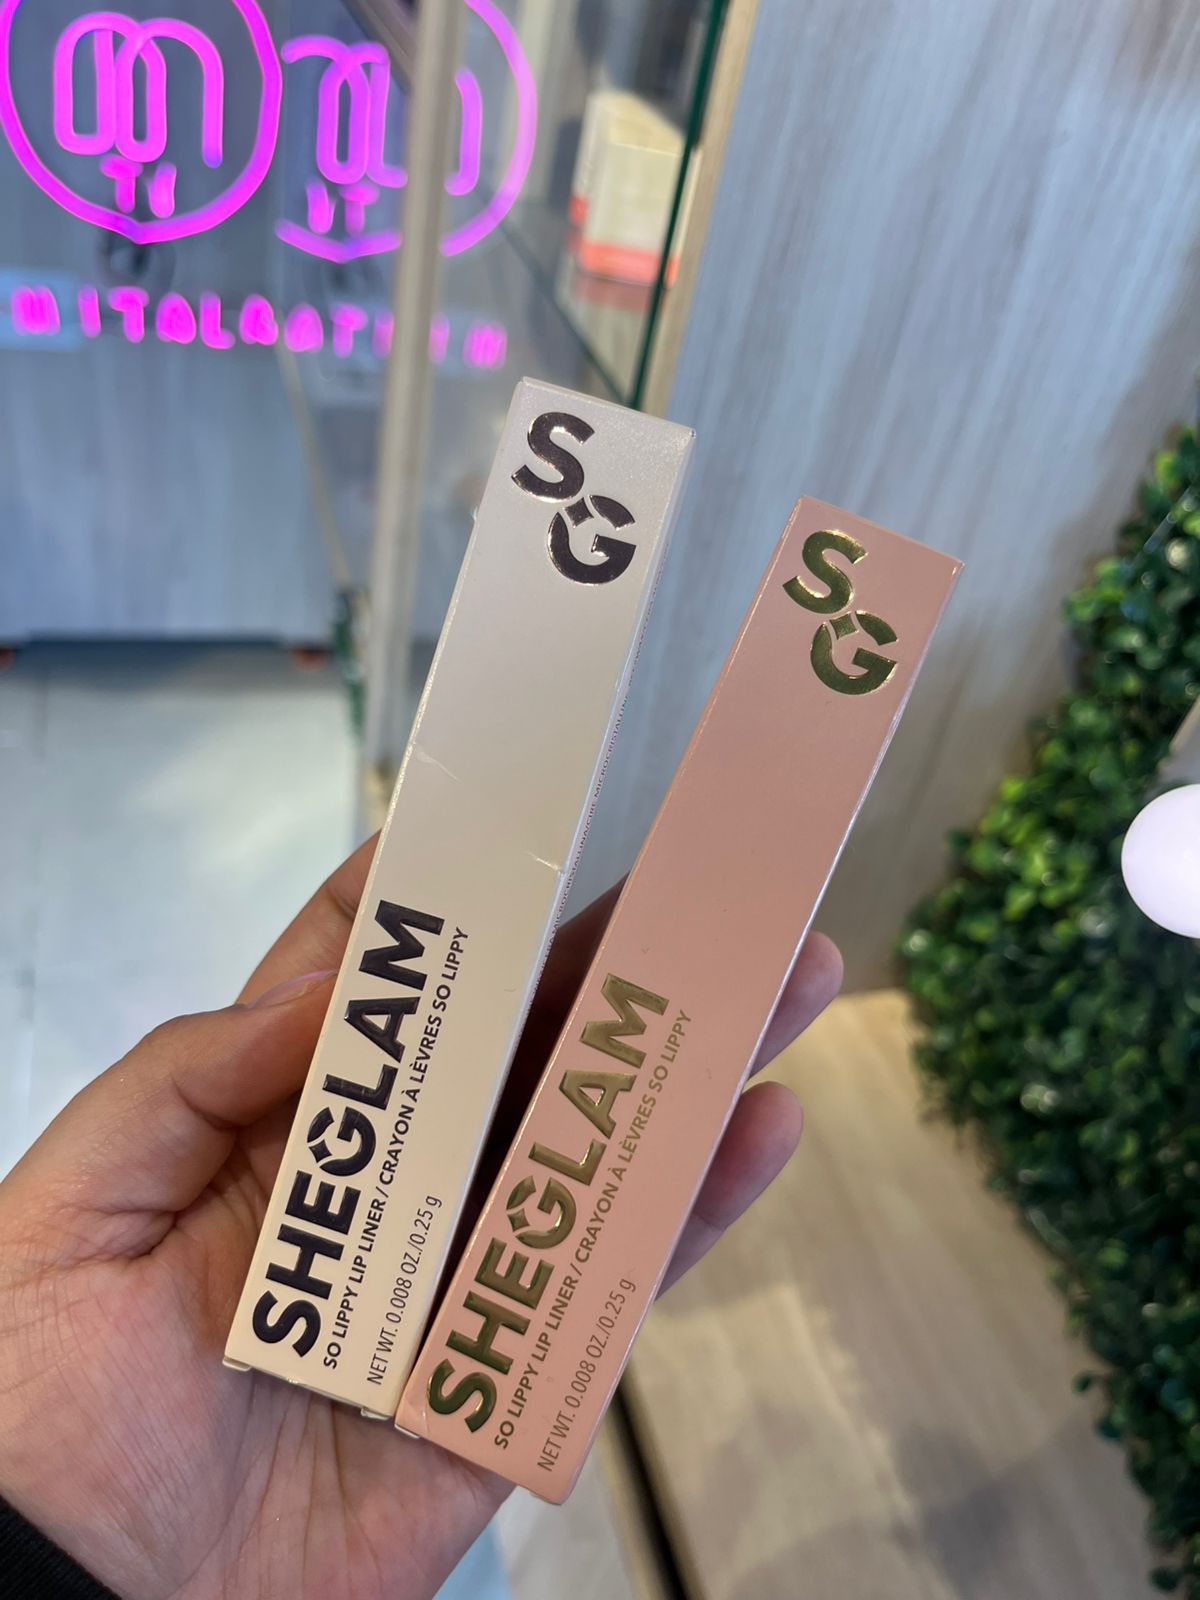 SG
SHEGLAM
SO LIPPY LIP LINER / CRAYON À LÈVRES SO LIPPY
NET WT. 0.008 OZ./0.25 g
SG
SHEGLAM
SO LIPPY LIP LINER / CRAYON À LÈVRES SO LIPPY
NET WT. 0.008 OZ./0.25 g